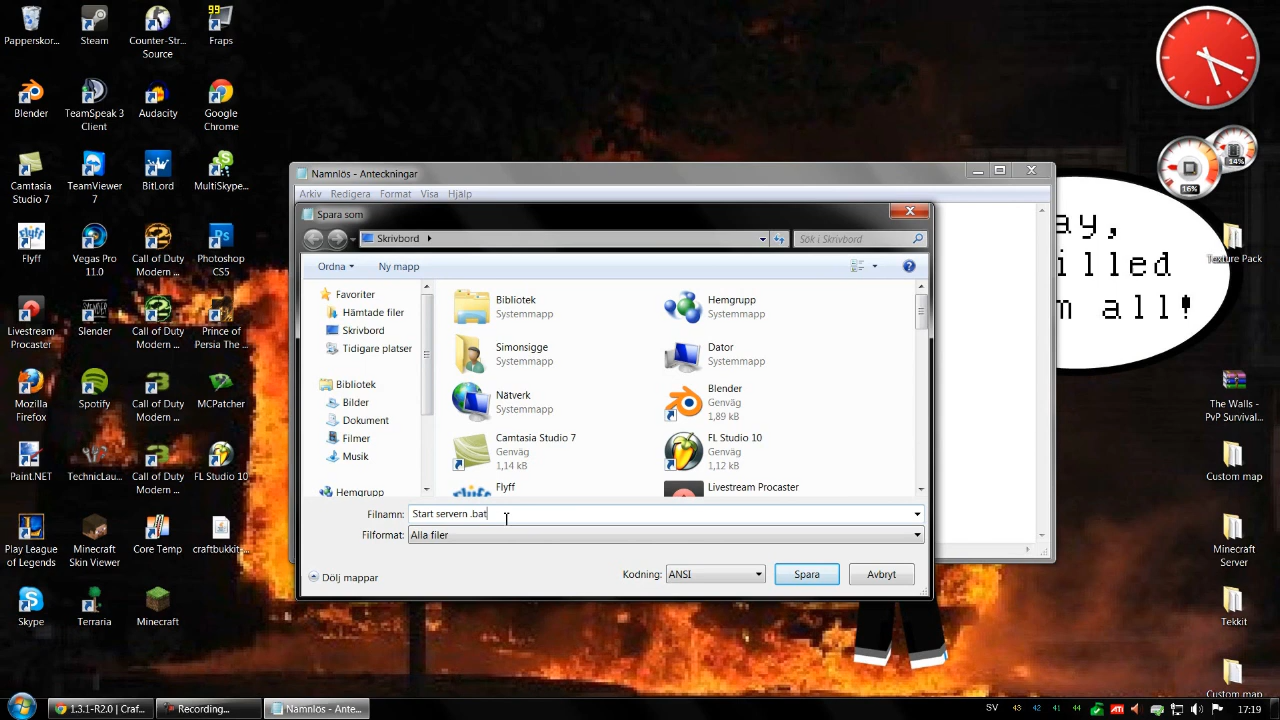 Papperskor...
Steam
Counter-Str...
Source
99
Fraps
Blender
TeamSpeak 3
Client
Audacity
Google
Chrome
Camtasia
Studio 7
TeamViewer
7
BitLord
MultiSkype...
Flyff
Vegas Pro
11.0
Call of Duty
Modern ...
Photoshop
CS5
Livestream
Procaster
Slender
Call of Duty
Modern ...
Prince of
Persia The ...
Mozilla
Firefox
Spotify
Call of Duty
Modern ...
MCPatcher
Paint.NET
TechnicLau...
Call of Duty
Modern ...
FL Studio 10
Play League
of Legends
Minecraft
Skin Viewer
Core Temp
craftbukkit-...
Skype
Terraria
Minecraft
Namnlös - Anteckningar
Arkiv Redigera Format Visa Hjälp
Spara som
Skrivbord
Sök i Skrivbord
Ordna
Ny mapp
Favoriter
Hämtade filer
Skrivbord
Tidigare platser
Bibliotek
Bilder
Dokument
Filmer
Musik
Hemgrupp
Bibliotek
Systemmapp
Hemgrupp
Systemmapp
Simonsigge
Systemmapp
Dator
Systemmapp
Nätverk
Systemmapp
Blender
Genväg
1,89 kB
Camtasia Studio 7
Genväg
1,14 kB
FL Studio 10
Genväg
1,12 kB
Flyff
Livestream Procaster
Filnamn: Start servern .bat
Filformat: Alla filer
Dölj mappar
Kodning: ANSI
Spara
Avbryt
16%
14%
ay,
illed
m all!
Texture Pack
The Walls -
PvP Survival...
Custom map
Minecraft
Server
Tekkit
Custom map
1.3.1-R2.0 | Craf...
Recording...
Namnlös - Ante...
SV
43 42 41 44
ATI
17:19